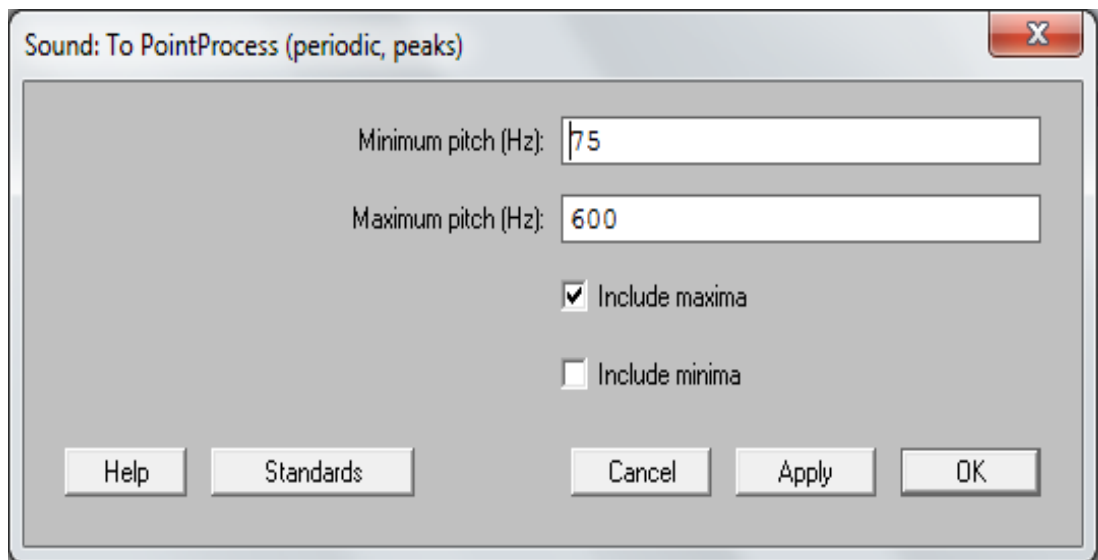 Sound: To PointProcess (periodic, peaks)
Minimum pitch (Hz): 75
Maximum pitch (Hz): 600
Include maxima
Include minima
Help Standards Cancel Apply OK